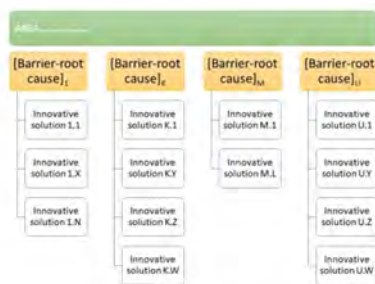 AREA
[Barrier-root
cause]1
Innovative
solution 1.1
Innovative
solution 1.X
Innovative
solution 1.N
[Barrier-root
cause]K
Innovative
solution K.1
Innovative
solution K.Y
Innovative
solution K.Z
Innovative
solution K.W
[Barrier-root
cause]M
Innovative
solution M.1
Innovative
solution M.L
[Barrier-root
cause]U
Innovative
solution U.1
Innovative
solution U.Y
Innovative
solution U.Z
Innovative
solution U.W